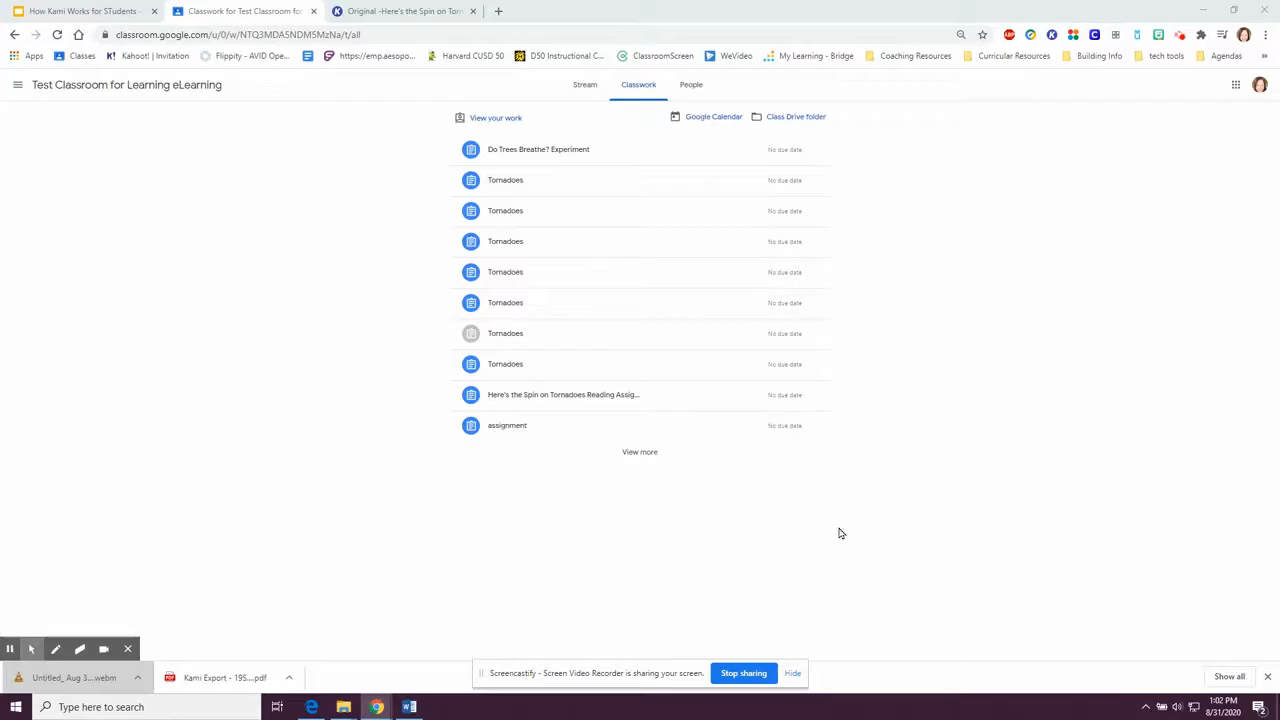 How Kami Works for STudents -
Classwork for Test Classroom for
Original -Here's the Spin on Torn
classroom.google.com/u/0/w/NTQ3MDA5NDM5MzNa/t/all
Apps
Classes
Kahoot! | Invitation
Flippity - AVID Ope...
https://emp.aesopo...
Harvard CUSD 50
D50 Instructional C...
ClassroomScreen
WeVideo
My Learning - Bridge
Coaching Resources
Curricular Resources
Building Info
tech tools
Agendas
Test Classroom for Learning eLearning
Stream
Classwork
People
View your work
Google Calendar
Class Drive folder
Do Trees Breathe? Experiment No due date
Tornadoes No due date
Tornadoes No due date
Tornadoes No due date
Tornadoes No due date
Tornadoes No due date
Tornadoes No due date
Tornadoes No due date
Here's the Spin on Tornadoes Reading Assig... No due date
assignment No due date
View more
Kami Export - 19S....pdf
Screencastify - Screen Video Recorder is sharing your screen.
Stop sharing
Hide
Show all
Type here to search
1:02 PM
8/31/2020
2